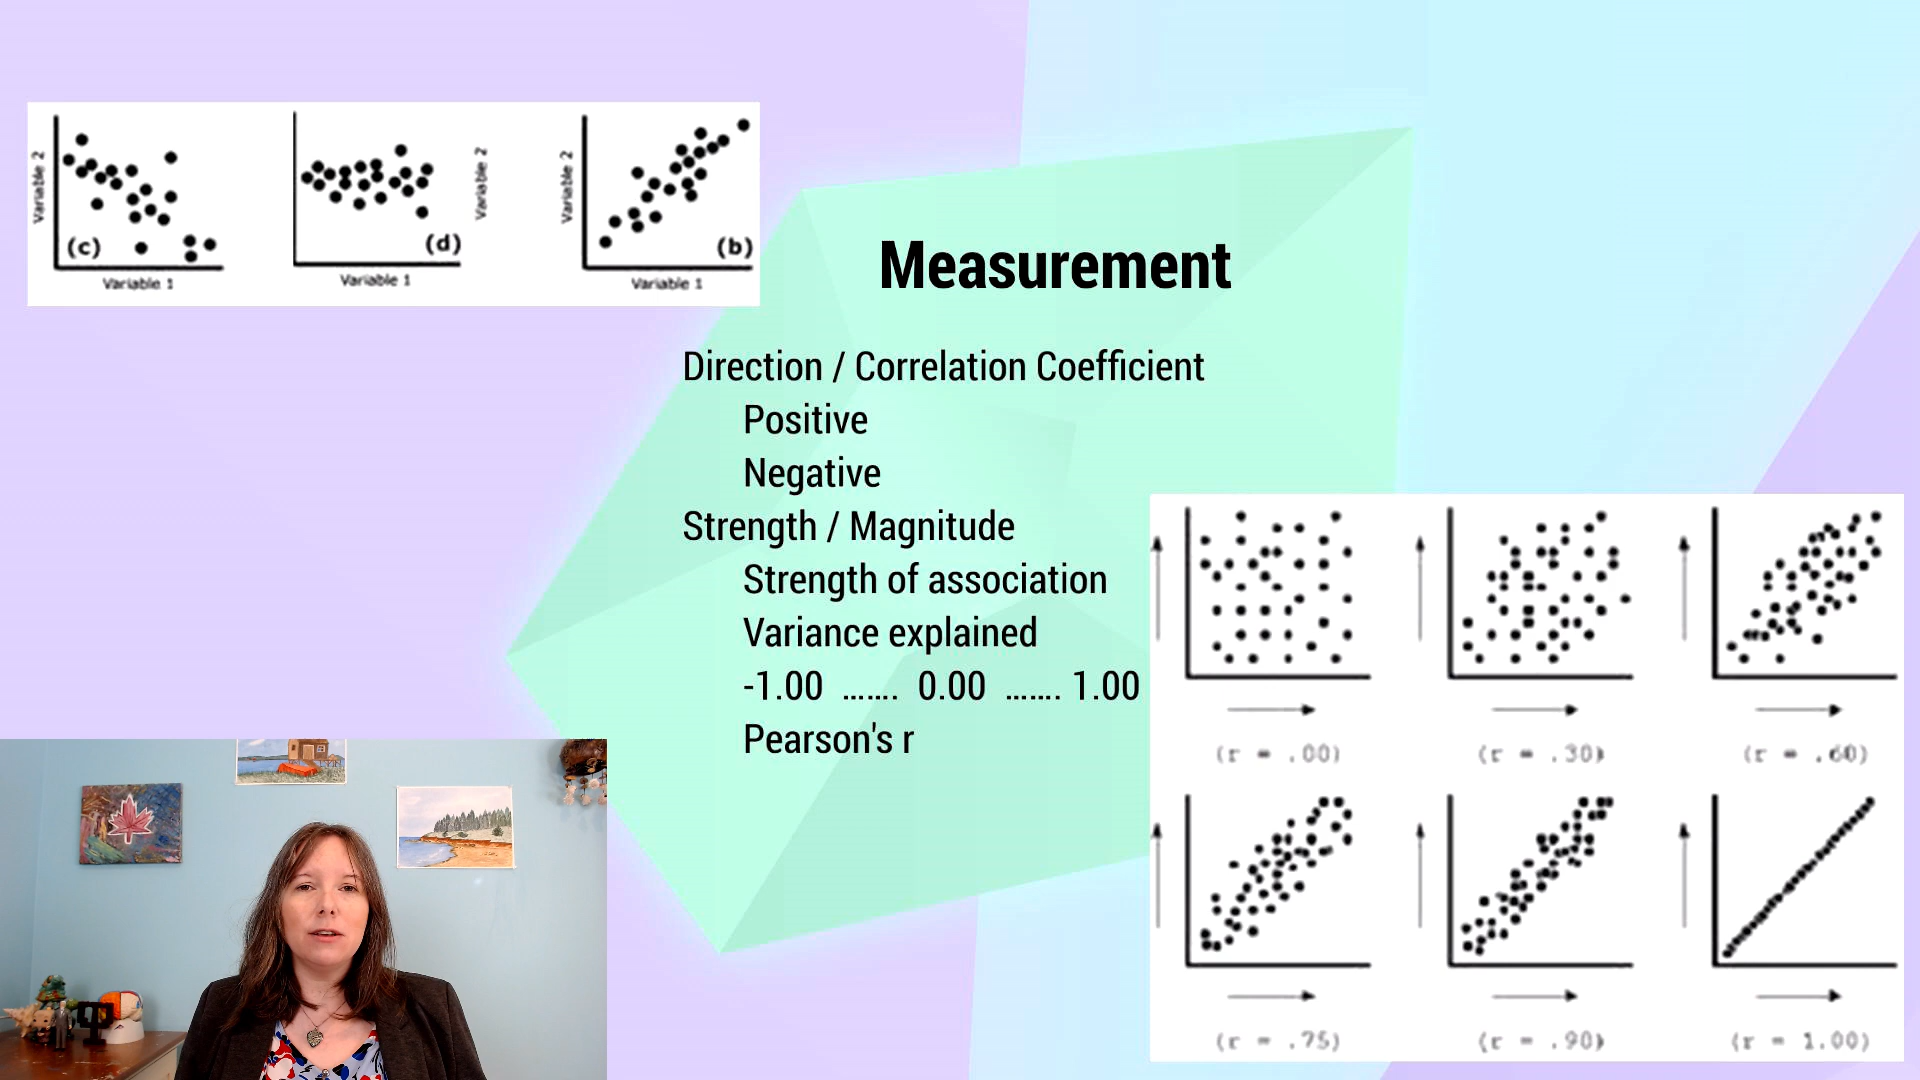 Variable 2
(c)
Variable 1
(d)
Variable 1
Variable 2
Variable 2
(b)
Variable 1
Measurement
Direction / Correlation Coefficient
Positive
Negative
Strength / Magnitude
Strength of association
Variance explained
-1.00 ....... 0.00 ....... 1.00
Pearson's r
(r = .00)
(r = .30)
(r = .60)
(r = .75)
(r = .90)
(r = 1.00)